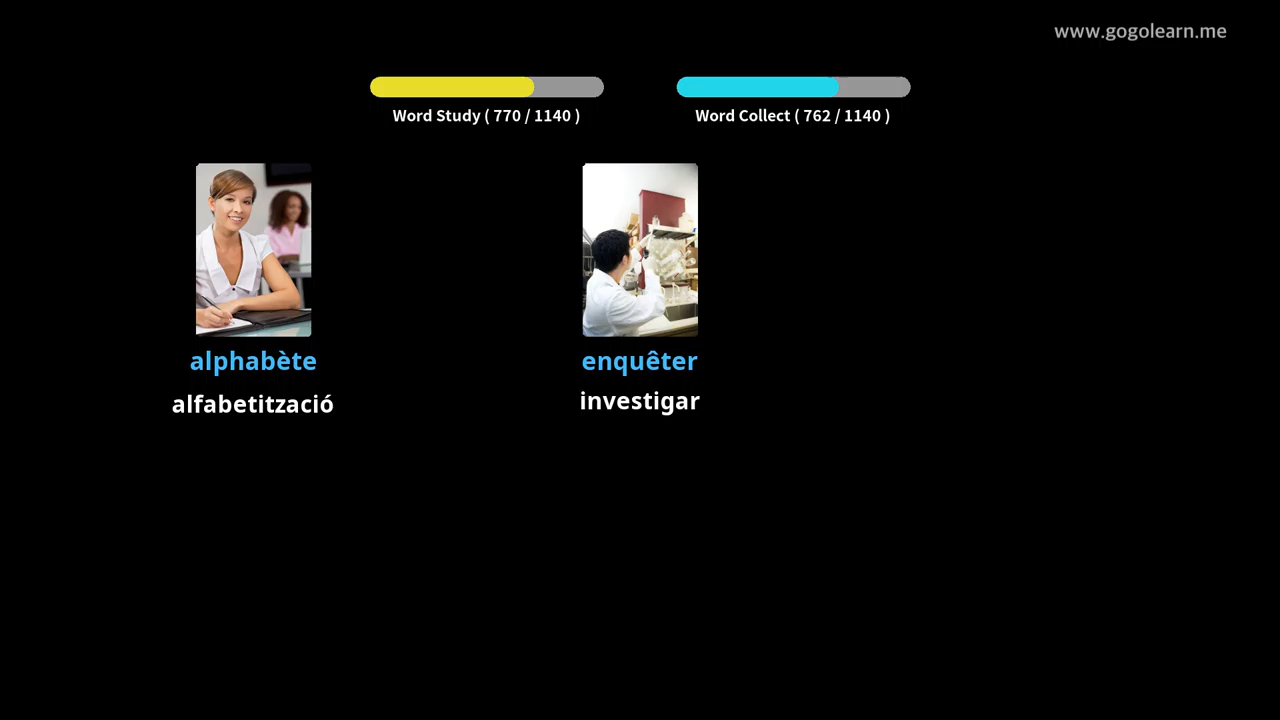 www.gogolearn.me
Word Study ( 770 / 1140 )
Word Collect ( 762 / 1140 )
alphabète
enquêter
alfabetització
investigar